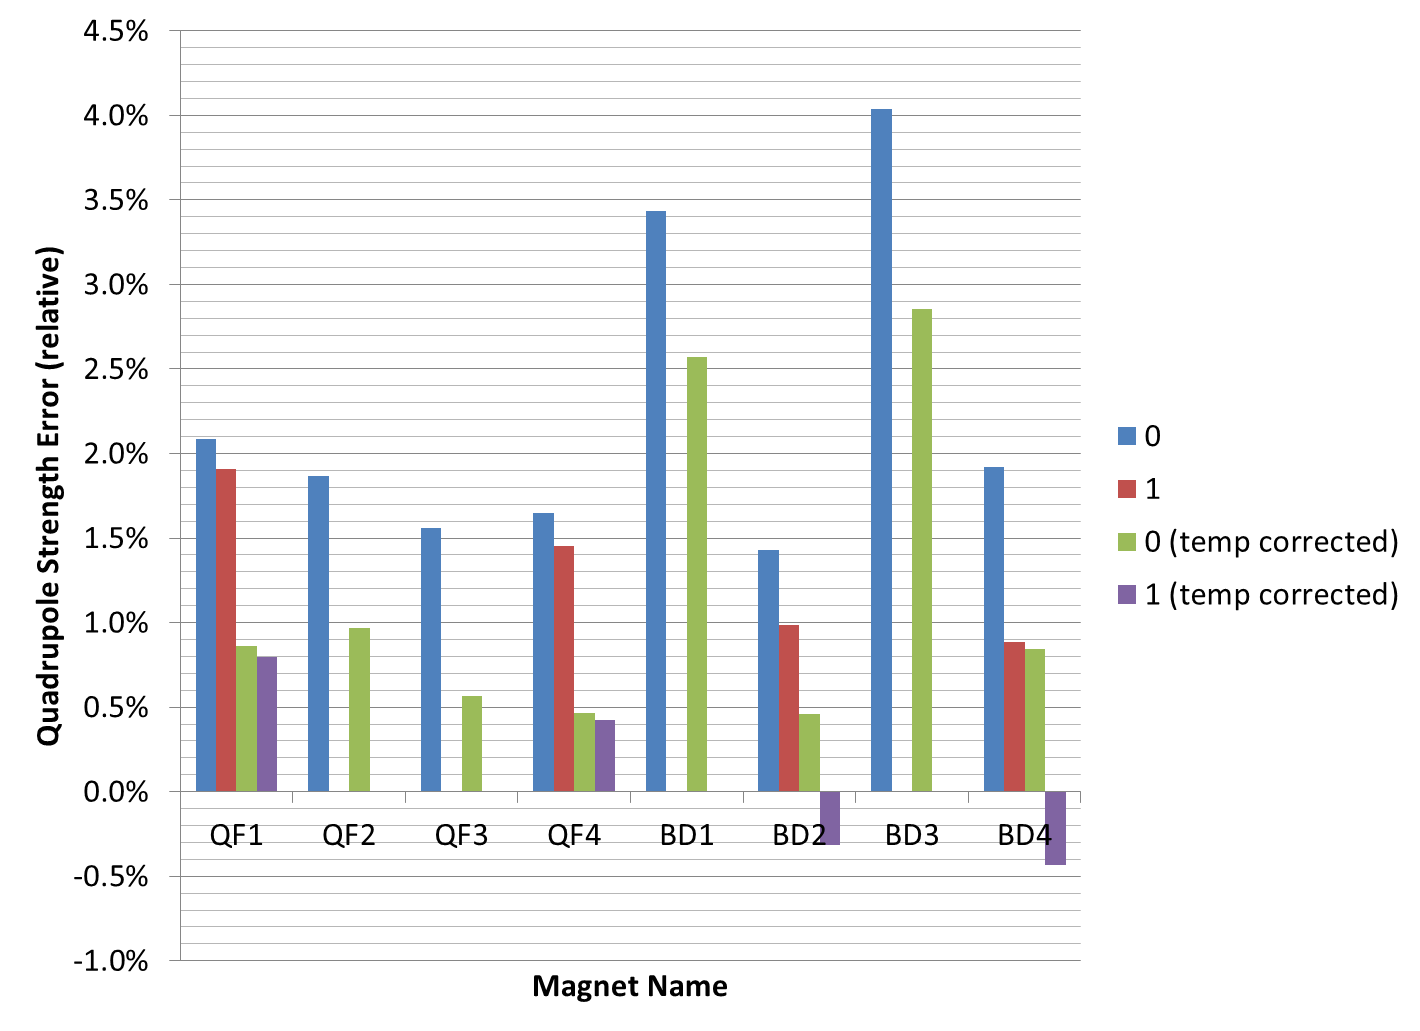 4.5%
4.0%
3.5%
3.0%
2.5%
2.0%
1.5%
1.0%
0.5%
0.0%
-0.5%
-1.0%
Quadrupole Strength Error (relative)
QF1 QF2 QF3 QF4 BD1 BD2 BD3 BD4
Magnet Name
0
1
0 (temp corrected)
1 (temp corrected)